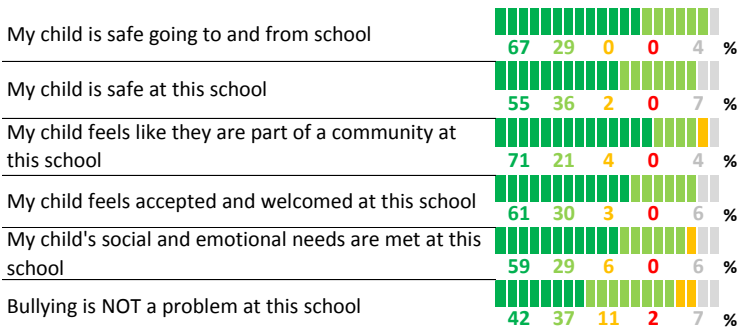 My child is safe going to and from school
67 29 0 0 4 %
My child is safe at this school
55 36 2 0 7 %
My child feels like they are part of a community at
this school
71 21 4 0 4 %
My child feels accepted and welcomed at this school
61 30 3 0 6 %
My child's social and emotional needs are met at this
school
59 29 6 0 6 %
Bullying is NOT a problem at this school
42 37 11 2 7 %